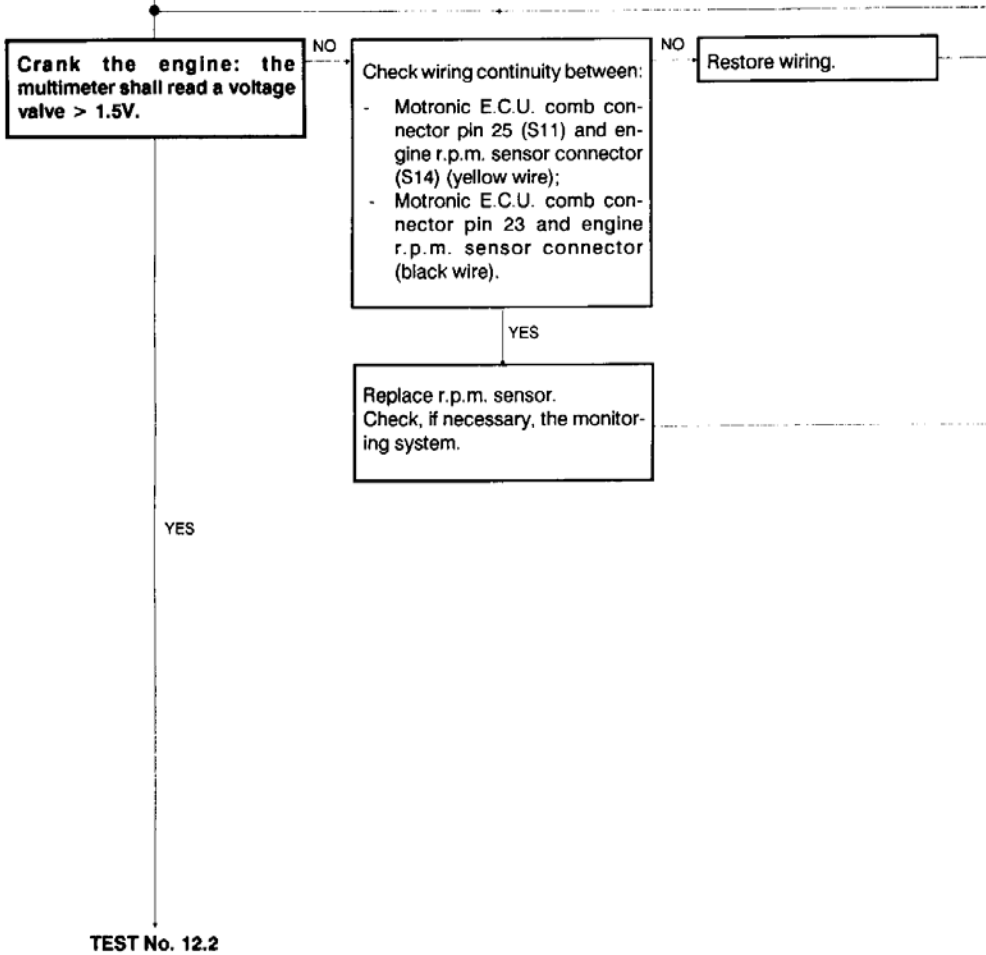 Crank the engine: the
multimeter shall read a voltage
valve > 1.5V.
NO
Check wiring continuity between:
- Motronic E.C.U. comb con-
nector pin 25 (S11) and en-
gine r.p.m. sensor connector
(S14) (yellow wire);
- Motronic E.C.U. comb con-
nector pin 23 and engine
r.p.m. sensor connector
(black wire).
NO
Restore wiring.
YES
Replace r.p.m. sensor.
Check, if necessary, the monitor-
ing system.
YES
TEST No. 12.2